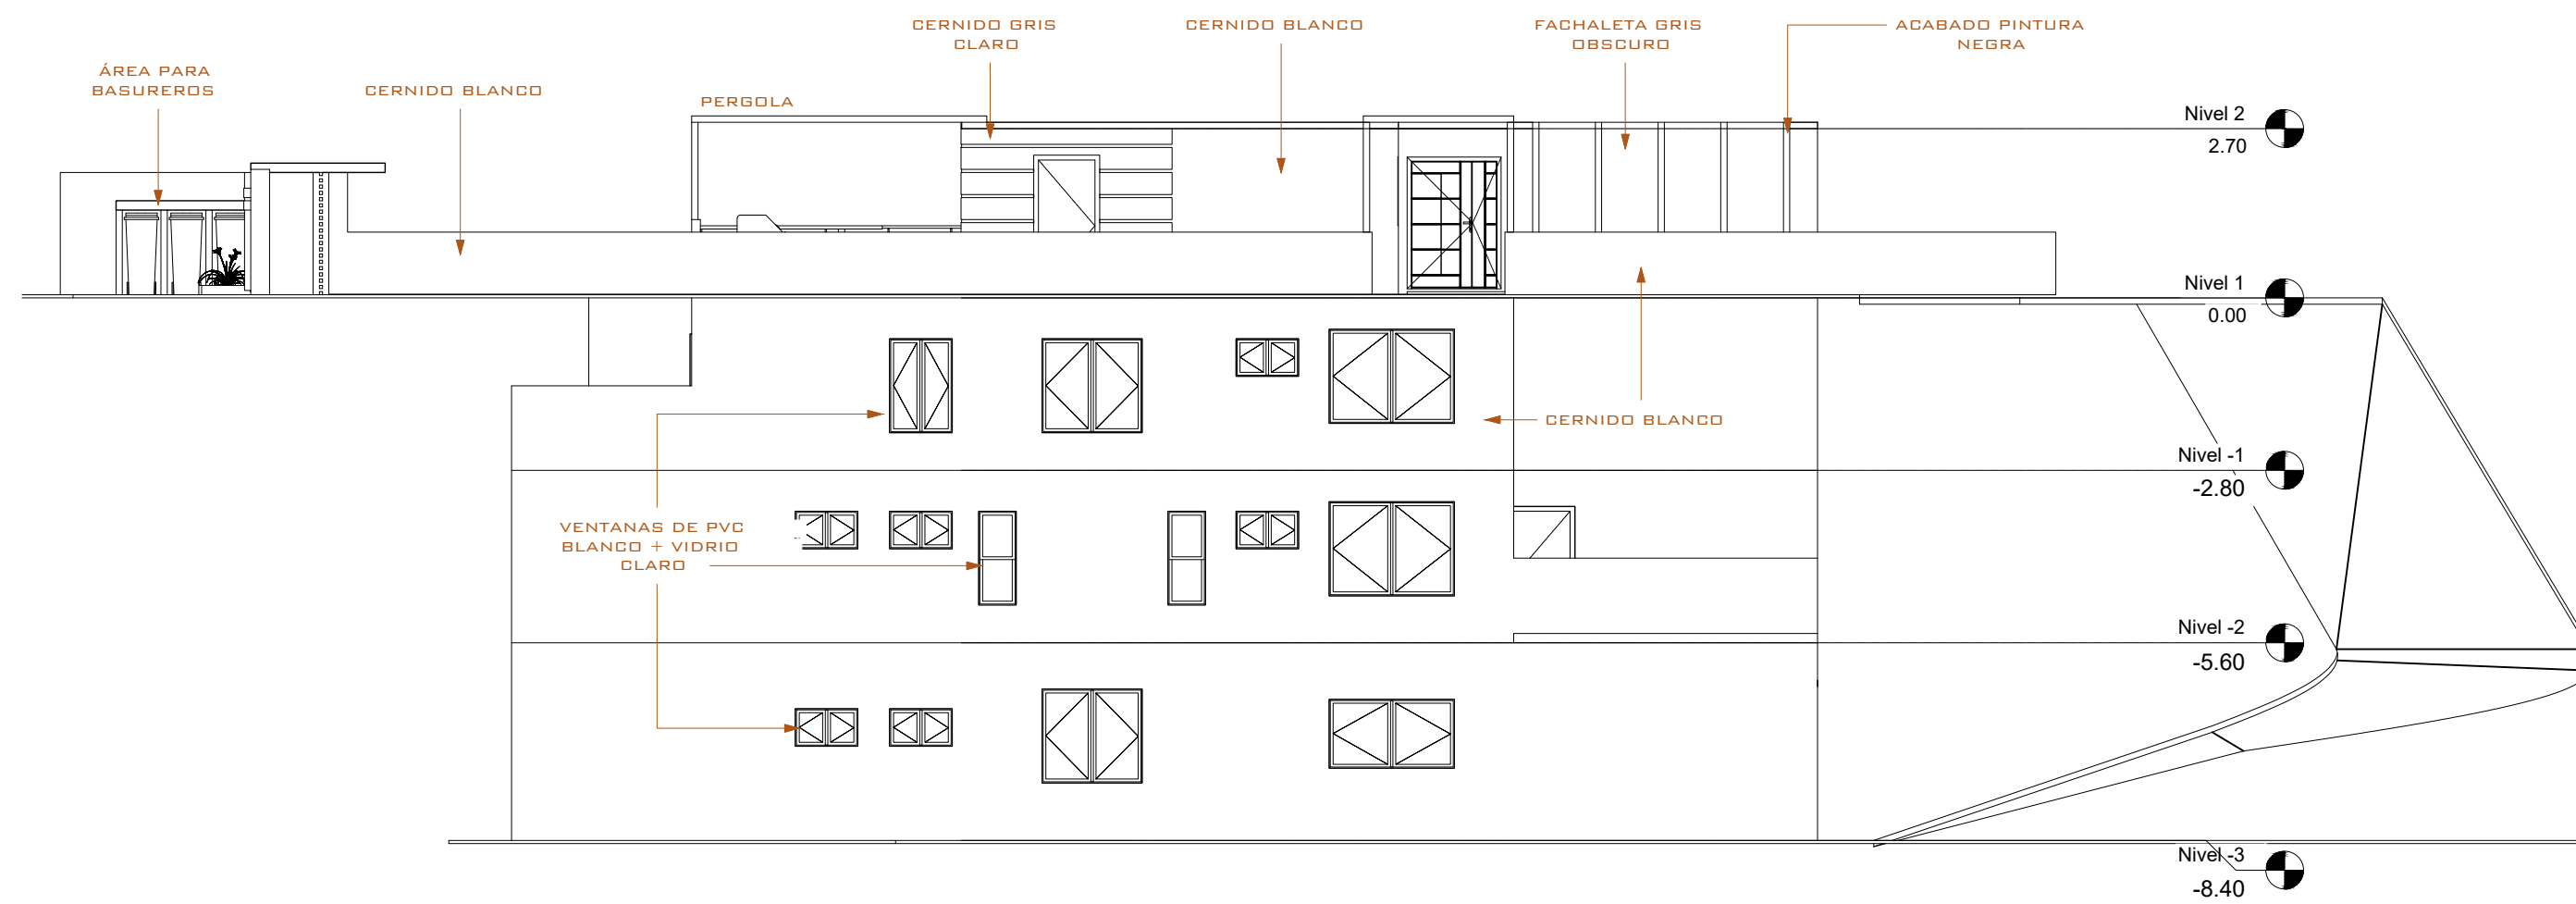 CERNIDO GRIS
CLARO
CERNIDO BLANCO
FACHALETA GRIS
OBSCURO
ACABADO PINTURA
NEGRA
ÁREA PARA
BASUREROS
CERNIDO BLANCO
PERGOLA
Nivel 2
2.70
Nivel 1
0.00
CERNIDO BLANCO
Nivel -1
-2.80
VENTANAS DE PVC
BLANCO + VIDRIO
CLARO
Nivel -2
-5.60
Nivel -3
-8.40